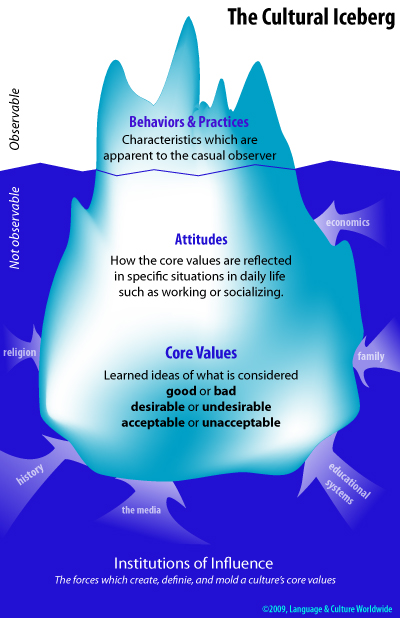 The Cultural Iceberg
Observable
Behaviors & Practices
Characteristics which are
apparent to the casual observer
Not observable
economics
Attitudes
How the core values are reflected
in specific situations in daily life
such as working or socializing.
religion
family
Core Values
Learned ideas of what is considered
good or bad
desirable or undesirable
acceptable or unacceptable
history
the media
educational
systems
Institions of Influence
The forces which create, definie, and mold a culture's core values
©2009, Language & Culture Worldwide